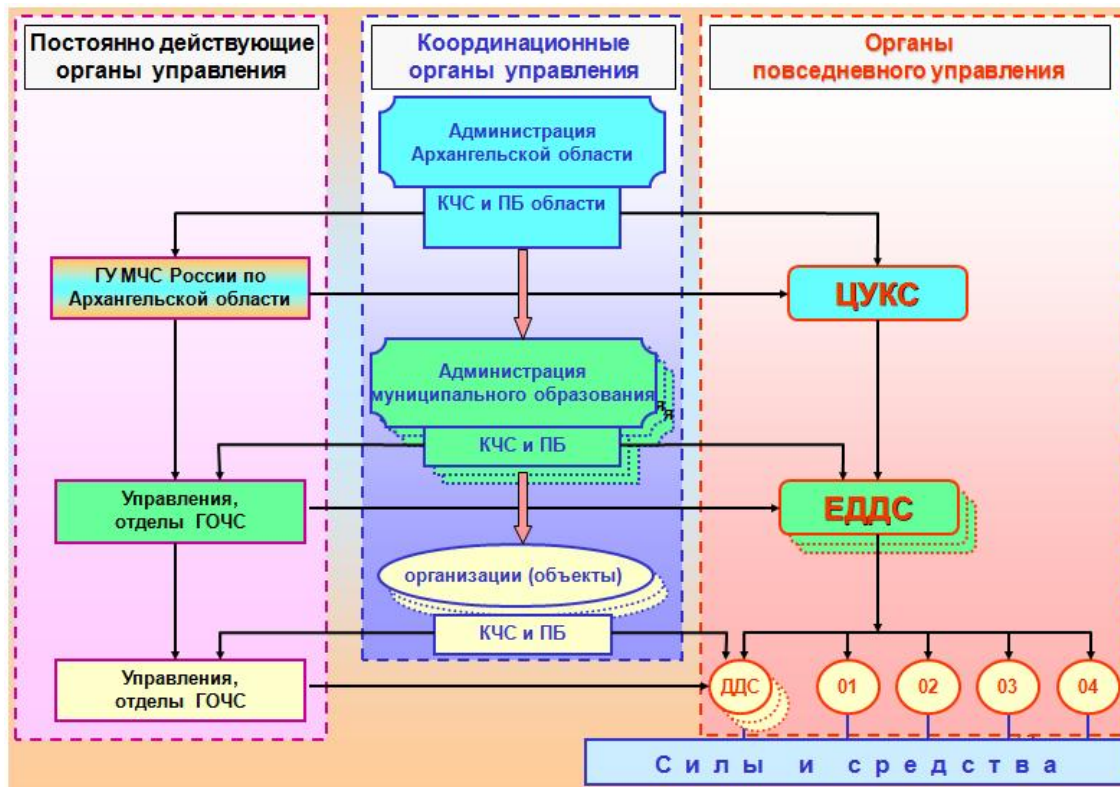 Постоянно действующие
органы управления
Координационные
органы управления
Органы
повседневного управления
Администрация
Архангельской области
КЧС и ПБ области
ГУ МЧС России по
Архангельской области
ЦУКС
Администрация
муниципального образования
я
я
КЧС и ПБ
Управления,
отделы ГОЧС
ЕДДС
организации (объекты)
КЧС и ПБ
Управления,
отделы ГОЧС
ДДС
01
02
03
04
Силы и средства